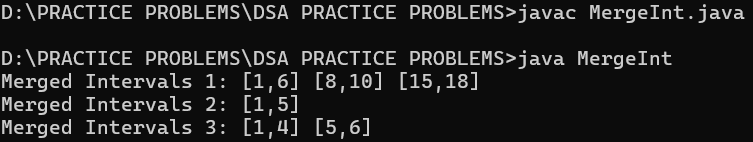 D:\PRACTICE PROBLEMS\DSA PRACTICE PROBLEMS>javac MergeInt.java
D:\PRACTICE PROBLEMS\DSA PRACTICE PROBLEMS>java MergeInt
Merged Intervals 1: [1,6] [8,10] [15,18]
Merged Intervals 2: [1,5]
Merged Intervals 3: [1,4] [5,6]